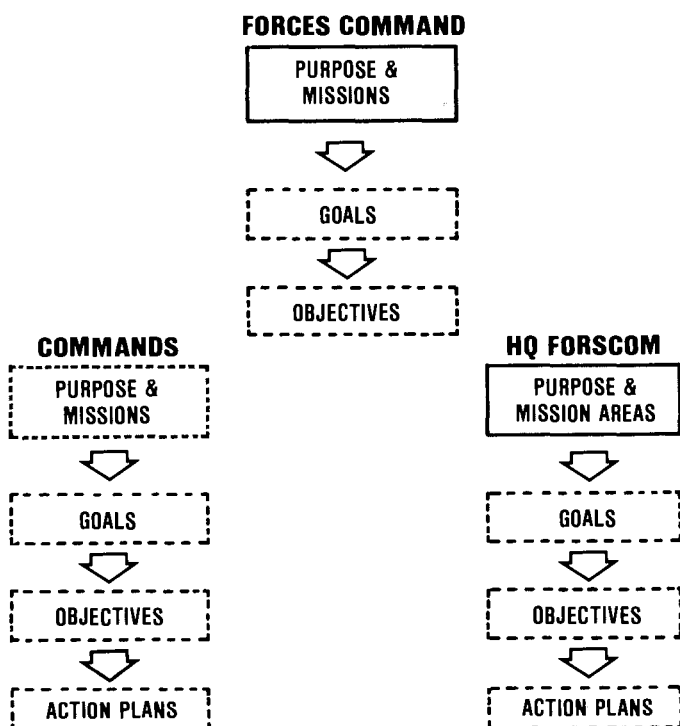 FORCES COMMAND
PURPOSE &
MISSIONS
GOALS
OBJECTIVES
COMMANDS
PURPOSE &
MISSIONS
GOALS
OBJECTIVES
ACTION PLANS
HQ FORSCOM
PURPOSE &
MISSION AREAS
GOALS
OBJECTIVES
ACTION PLANS